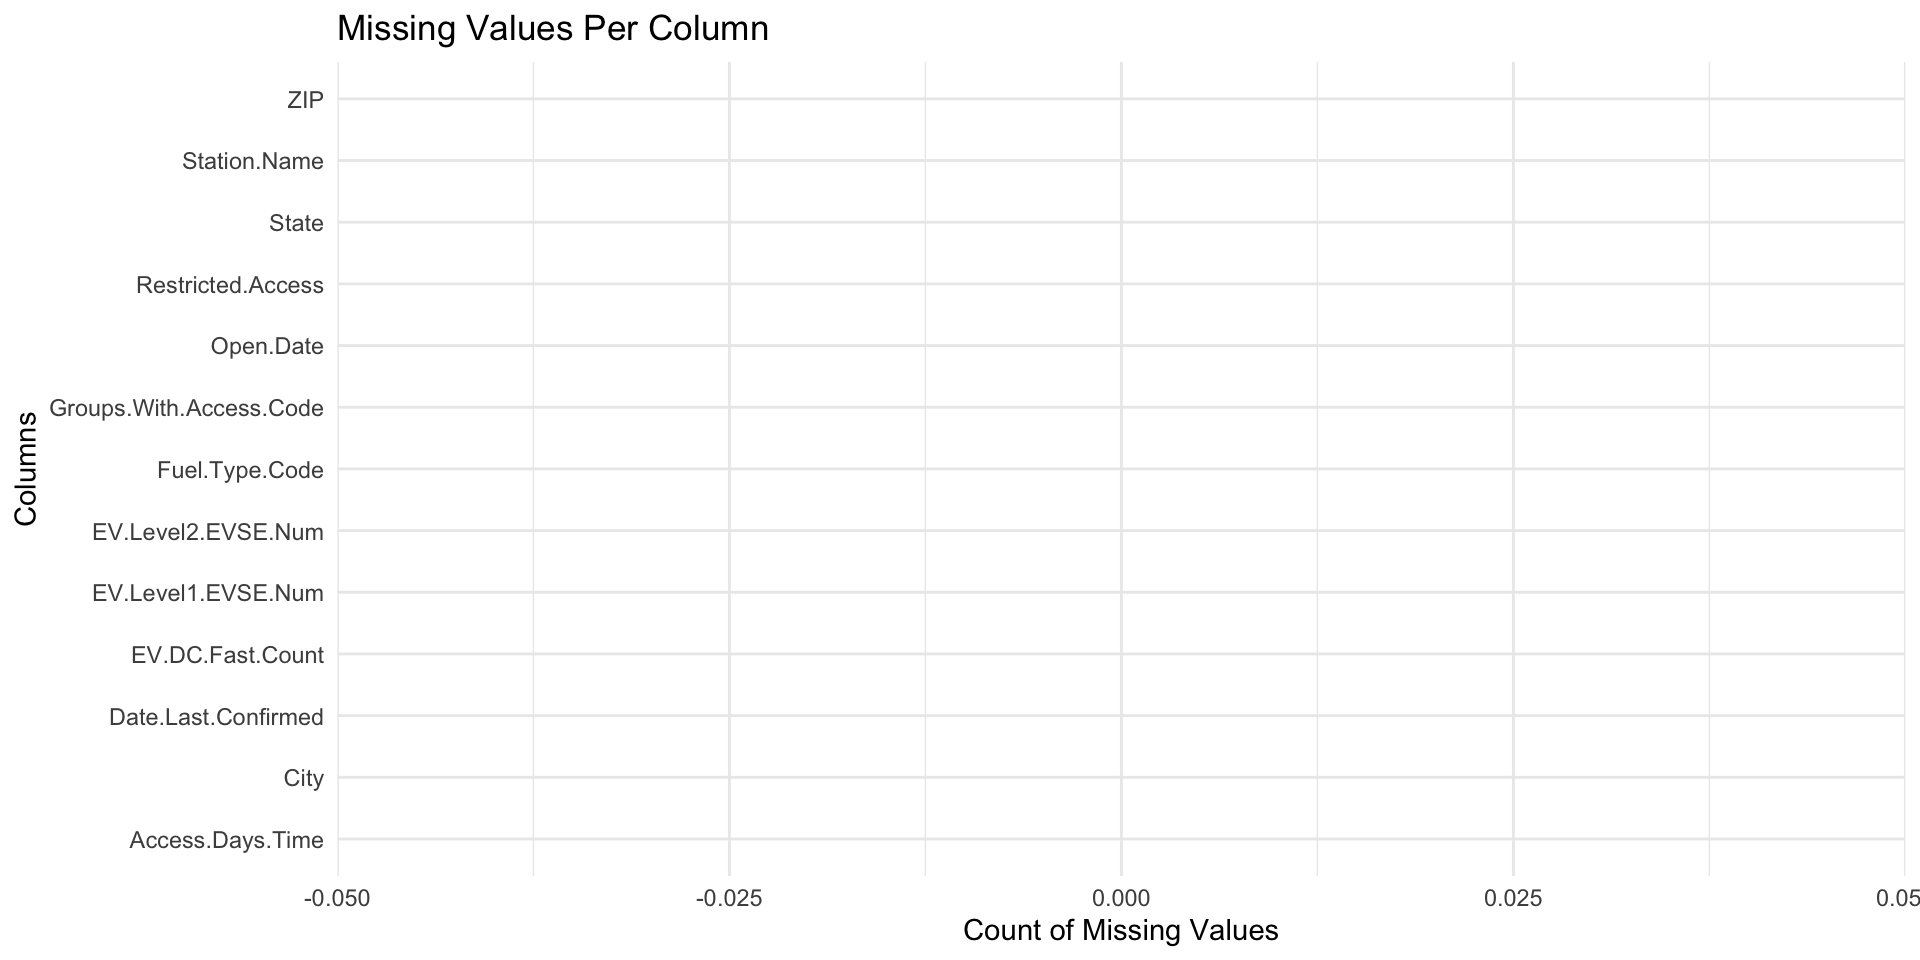 Missing Values Per Column
ZIP
Station.Name
State
Restricted.Access
Open.Date
Groups.With.Access.Code
Fuel.Type.Code
EV.Level2.EVSE.Num
EV.Level1.EVSE.Num
EV.DC.Fast.Count
Date.Last.Confirmed
City
Access.Days.Time
Columns
-0.050 -0.025 0.000 0.025 0.05
Count of Missing Values